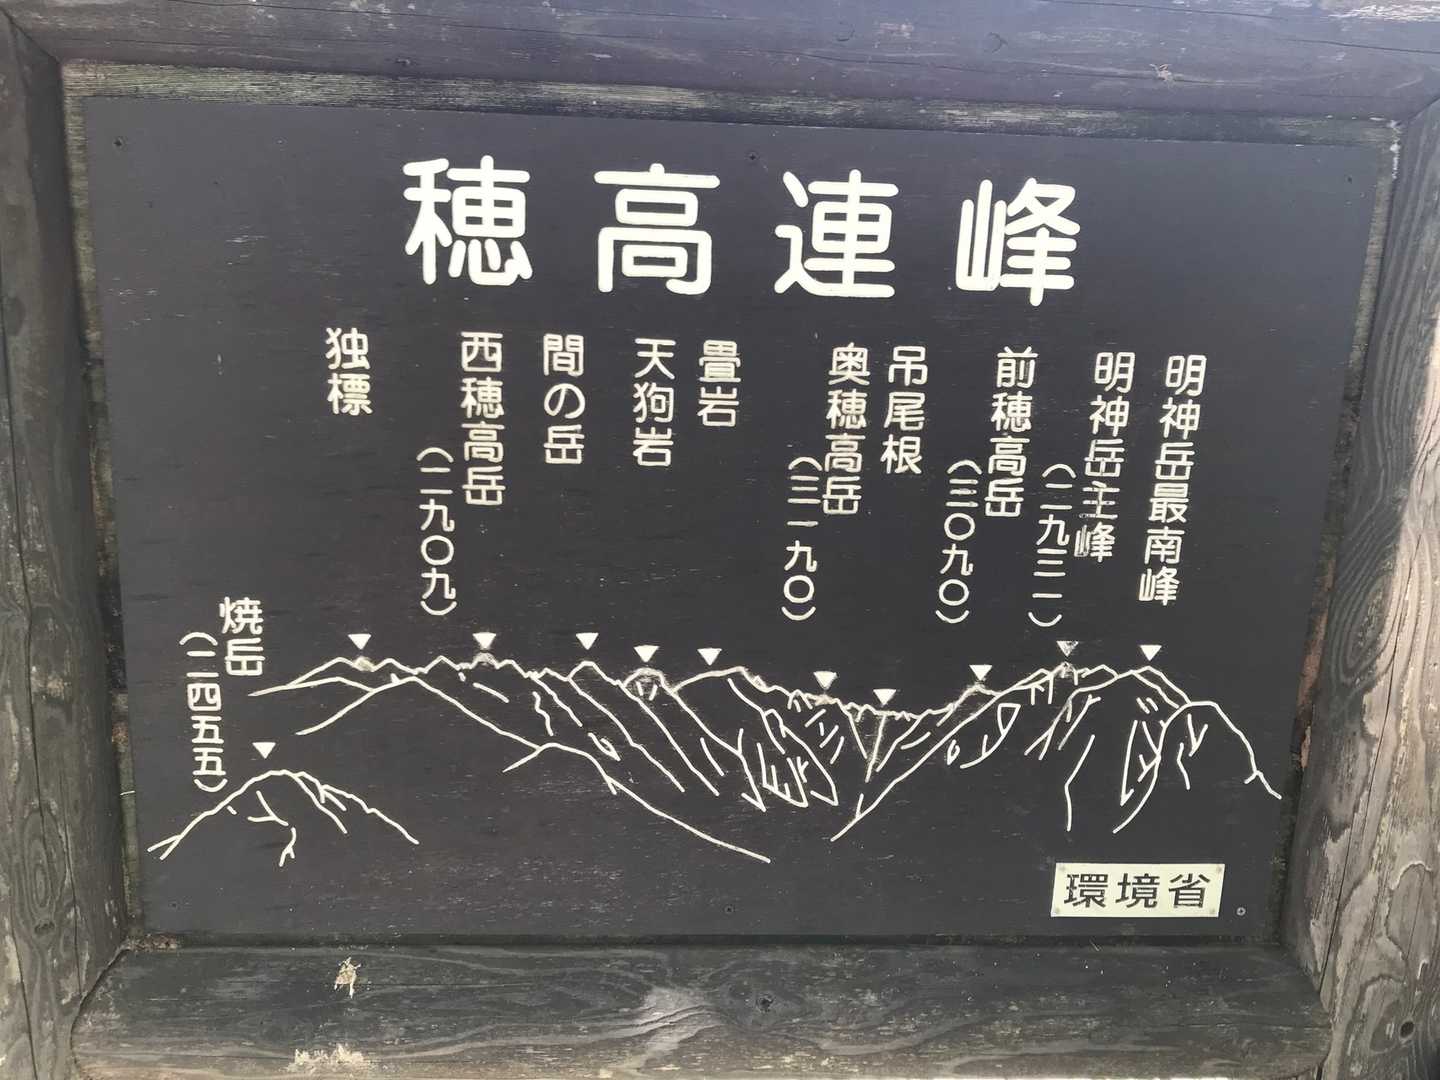 穂高連峰
独標
西穂高岳
(二九〇九)
間の岳
天狗岩
畳岩
奥穂高岳
(三一九〇)
吊尾根
前穂高岳
(三〇九〇)
明神岳主峰
(二九三一)
明神岳最南峰
焼岳
(二四五五)
環境省